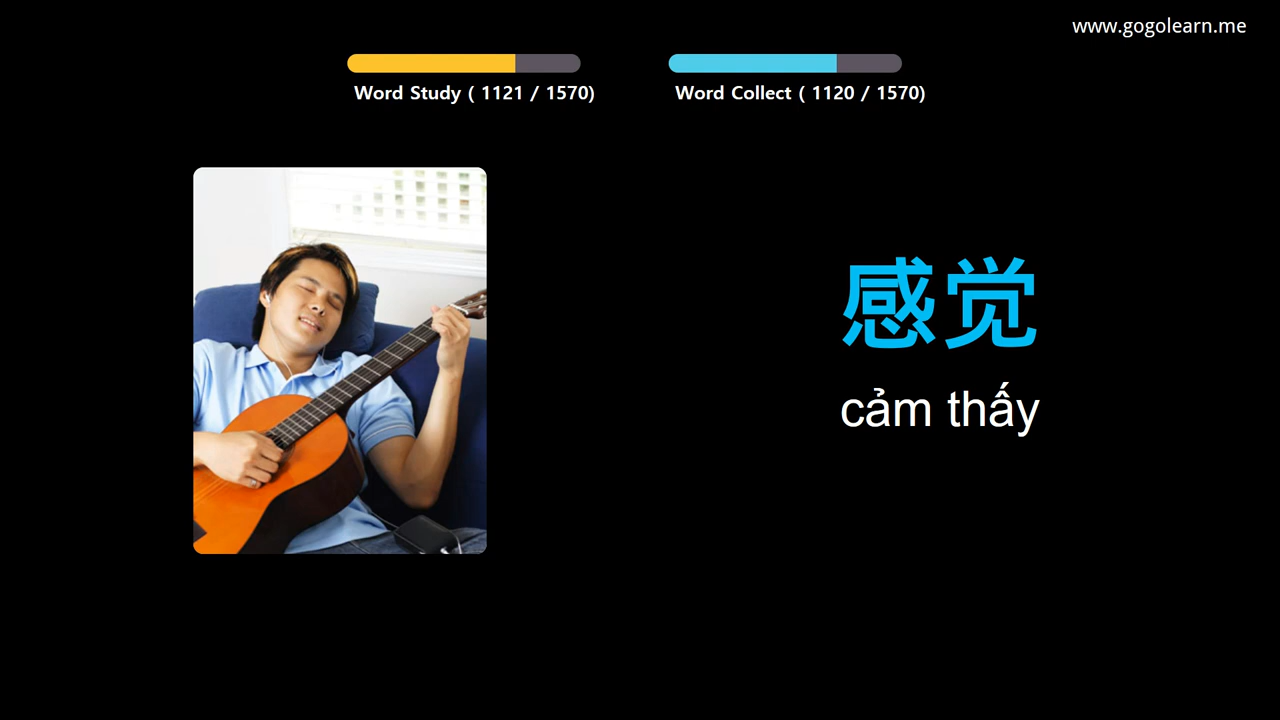 www.gogolearn.me
Word Study ( 1121 / 1570)
Word Collect ( 1120 / 1570)
感觉
cảm thấy